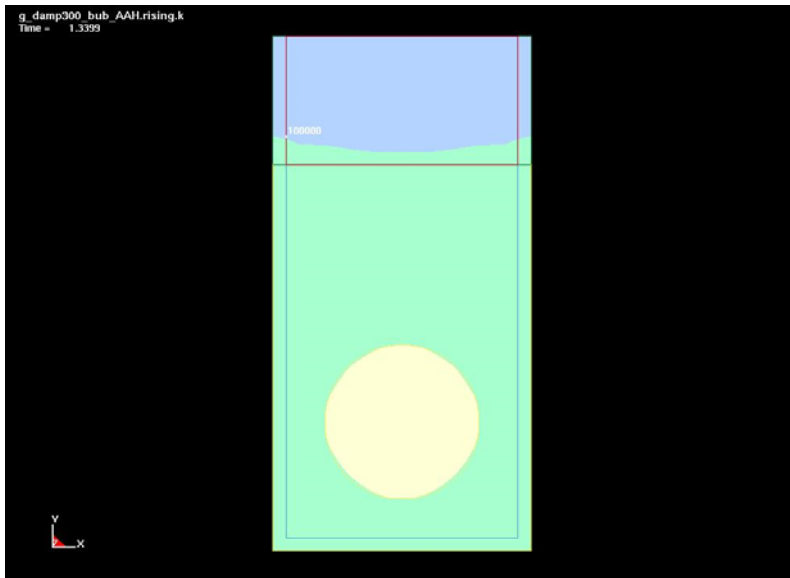 g_damp300_bub_AAH.rising.k
Time = 1.3399
100000
Y
Z X